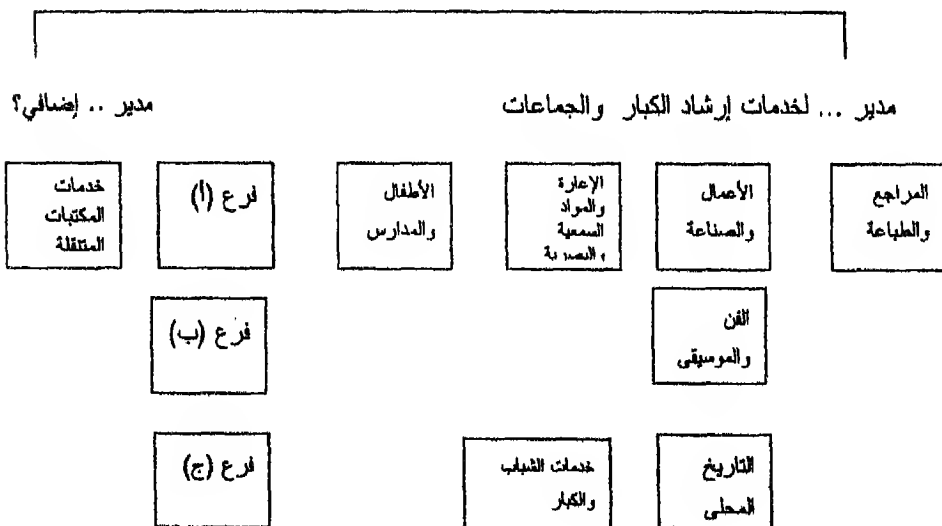 مدير ... لخدمات إرشاد الكبار والجماعات
مدير .. إضافي؟
المراجع
والطباعة
الأعمال
والصناعة
الإعارة
والمواد
السمعية
والبصرية
الأطفال
والمدارس
فرع (أ)
خدمات
المكتبات
المتنقلة
الفن
والموسيقى
فرع (ب)
التاريخ
المحلى
خدمات الشباب
والكبار
فرع (ج)